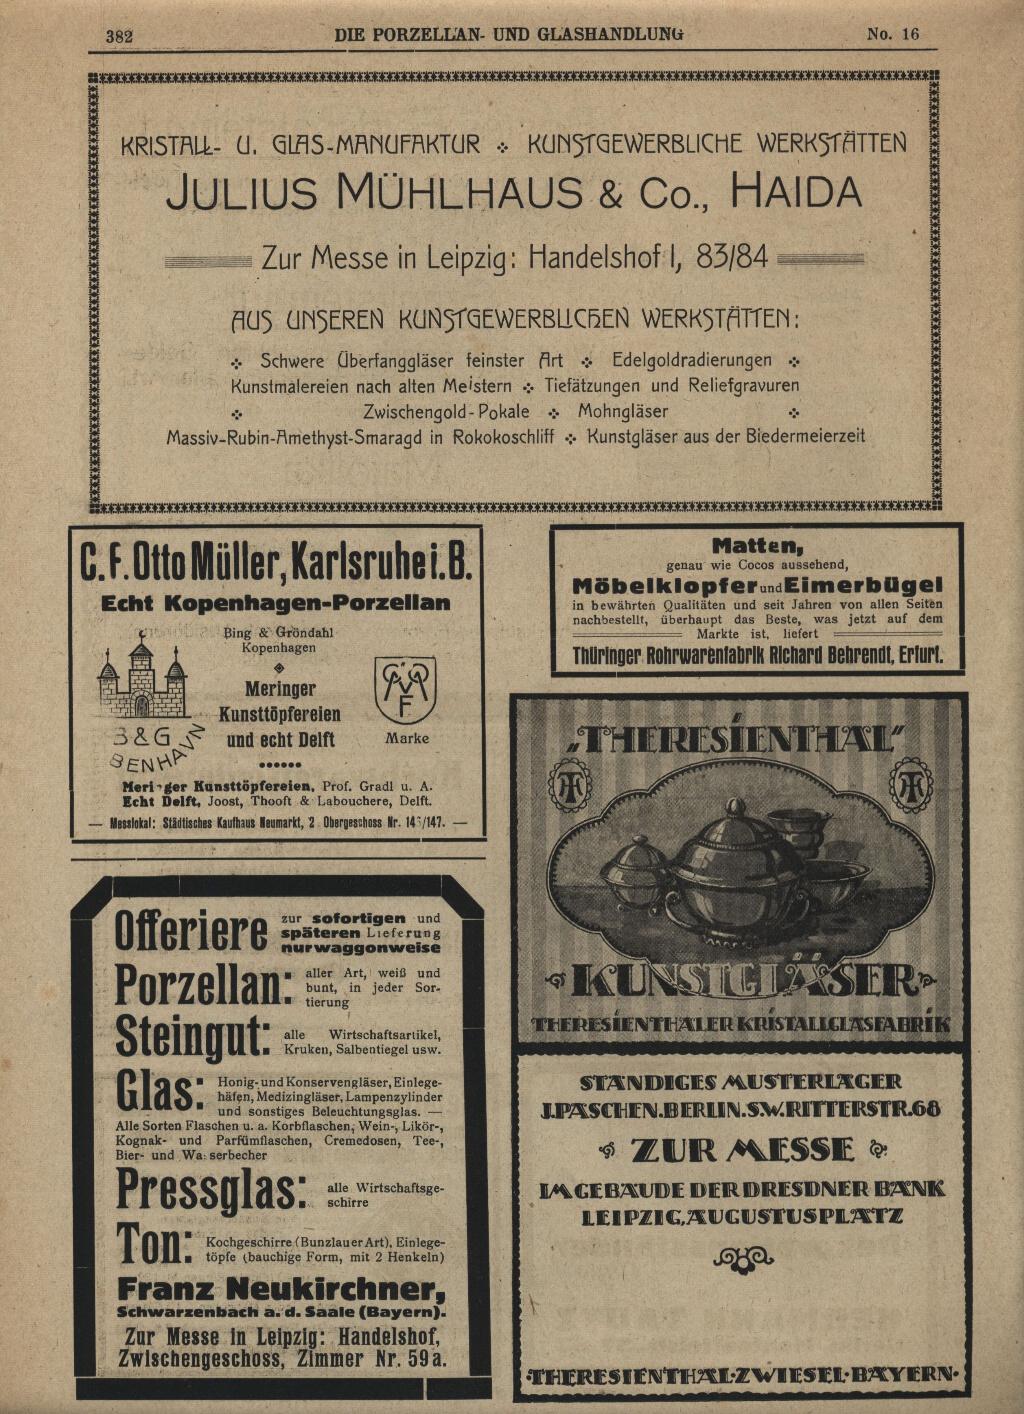 382
DIE PORZELLAN- UND GLASHANDLUNG
No. 16
KRISTALL- U. GLAS-MANUFAKTUR KUNSTGEWERBLICHE WERKSTÄTTEN
JULIUS MÜHLHAUS & Co., HAIDA
Zur Messe in Leipzig: Handelshof I, 83/84
AUS UNSEREN KUNSTGEWERBLICHEN WERKSTÄTTEN:
Schwere Überfanggläser feinster Art Edelgoldradierungen
Kunstmalereien nach alten Meistern Tiefätzungen und Reliefgravuren
Zwischengold-Pokale Mohngläser
Massiv-Rubin-Amethyst-Smaragd in Rokokoschliff Kunstgläser aus der Biedermeierzeit
C. F. Otto Müller, Karlsruhe i. B.
Echt Kopenhagen-Porzellan
Bing & Gröndahl
Kopenhagen
Meringer
Kunsttöpfereien
und echt Delft
B&G
BENHAVN
F
Marke
Meringer Kunsttöpfereien, Prof. Gradl u. A.
Echt Delft, Joost, Thooft & Labouchere, Delft.
— Messlokal: Städtisches Kaufhaus Neumarkt, 2. Obergeschoss Nr. /147. —
Matten,
genau wie Cocos aussehend,
Möbelklopfer und Eimerbügel
in bewährten Qualitäten und seit Jahren von allen Seiten
nachbestellt, überhaupt das Beste, was jetzt auf dem
Markte ist, liefert
Thüringer Rohrwarenfabrik Richard Behrendt, Erfurt.
Offeriere zur sofortigen und
späteren Lieferung
nur waggonweise
Porzellan: aller Art, weiß und
bunt, in jeder Sor-
tierung
Steingut: alle Wirtschaftsartikel,
Kruken, Salbentiegel usw.
Glas: Honig- und Konservengläser, Einlege-
häfen, Medizingläser, Lampenzylinder
und sonstiges Beleuchtungsglas. —
Alle Sorten Flaschen u. a. Korbflaschen, Wein-, Likör-,
Kognak- und Parfümflaschen, Cremedosen, Tee-,
Bier- und Wasserbecher
Pressglas: alle Wirtschaftsge-
schirre
Ton: Kochgeschirre (Bunzlauer Art), Einlege-
töpfe (bauchige Form, mit 2 Henkeln)
Franz Neukirchner,
Schwarzenbach a. d. Saale (Bayern).
Zur Messe in Leipzig: Handelshof,
Zwischengeschoss, Zimmer Nr. 59a.
„THERESIENTHAL"
KUNSTGLÄSER
THERESIENTHALER KRISTALLGLASFABRIK
STÄNDIGES MUSTERLAGER
J. PASCHEN. BERLIN. S.W. RITTERSTR. 68
ZUR MESSE
IM GEBÄUDE DER DRESDNER BANK
LEIPZIG, AUGUSTUSPLATZ
·THERESIENTHAL·ZWIESEL·BAYERN·